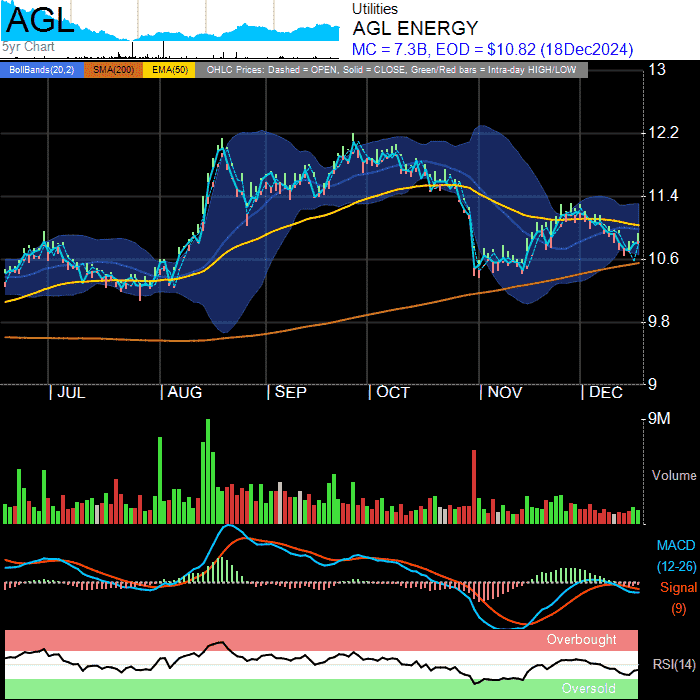 AGL
5yr Chart
Utilities
AGL ENERGY
MC = 7.3B, EOD = $10.82 (18Dec2024)
BollBands(20,2) SMA(200) EMA(50) OHLC Prices: Dashed = OPEN, Solid = CLOSE, Green/Red bars = Intra-day HIGH/LOW
13
12.2
11.4
10.6
9.8
9
JUL AUG SEP OCT NOV DEC
9M
Volume
MACD
(12-26)
Signal
(9)
Overbought
RSI(14)
Oversold